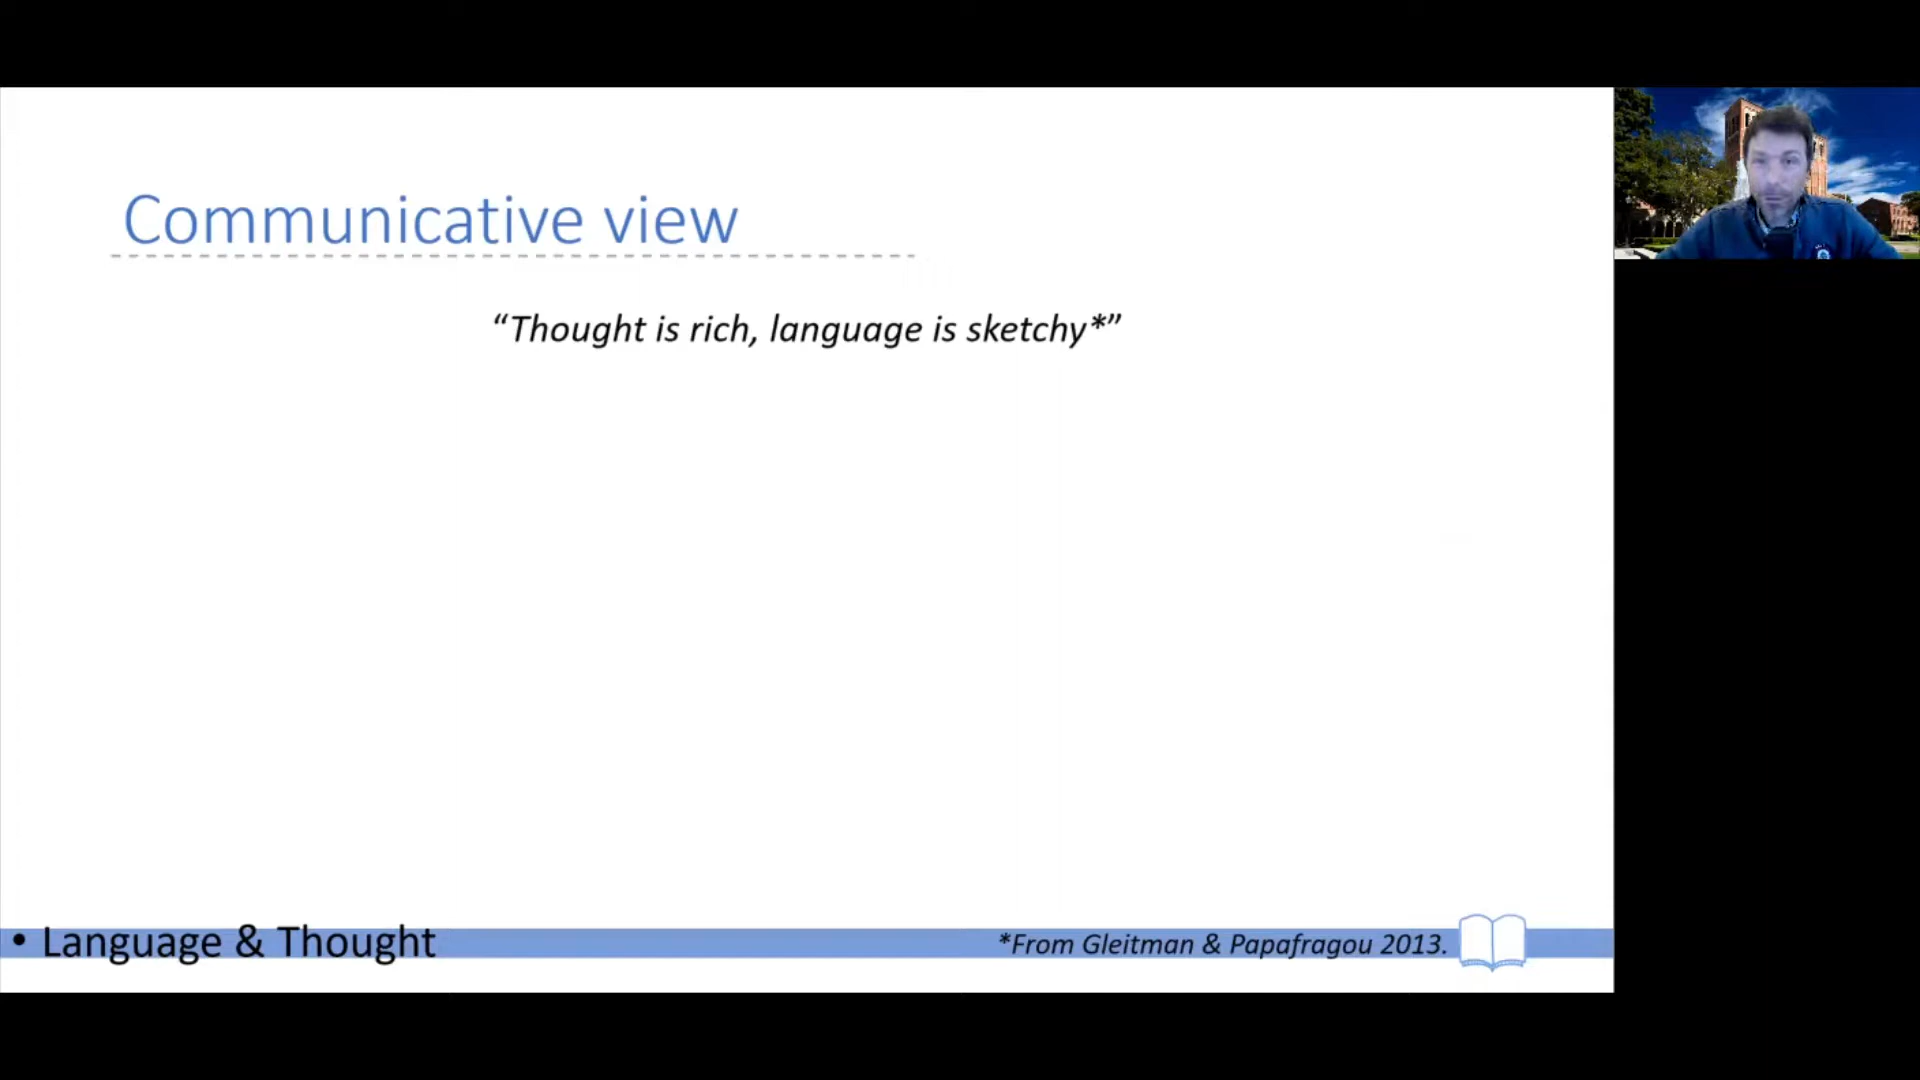 Communicative view
“Thought is rich, language is sketchy*”
• Language & Thought
*From Gleitman & Papafragou 2013.